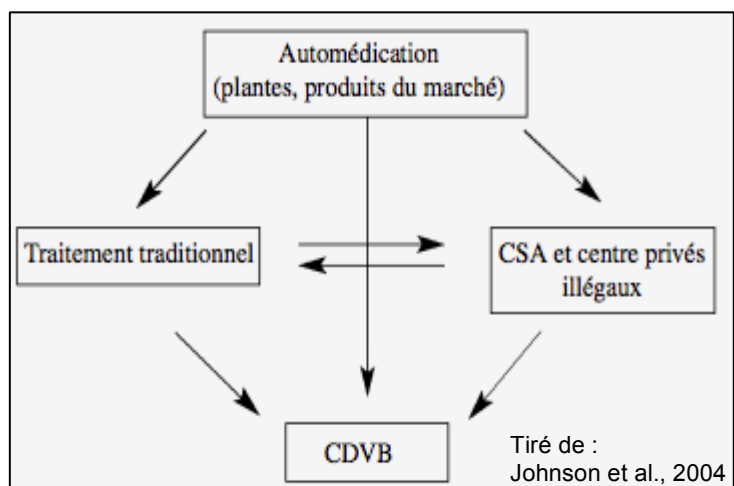 Automédication
(plantes, produits du marché)
Traitement traditionnel
CSA et centre privés
illégaux
CDVB
Tiré de :
Johnson et al., 2004